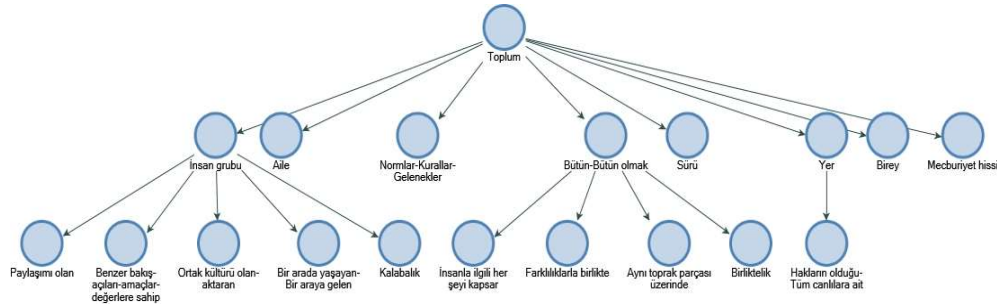 Toplum
İnsan grubu
Aile
Normlar-Kurallar-
Gelenekler
Bütün-Bütün olmak
Sürü
Yer
Birey
Mecburiyet hissi
Paylaşımı olan
Benzer bakış-
açıları-amaçlar-
değerlere sahip
Ortak kültürü olan-
aktaran
Bir arada yaşayan-
Bir araya gelen
Kalabalık
İnsanla ilgili her
şeyi kapsar
Farklılıklarla birlikte
Aynı toprak parçası
üzerinde
Birliktelik
Hakların olduğu-
Tüm canlılara ait